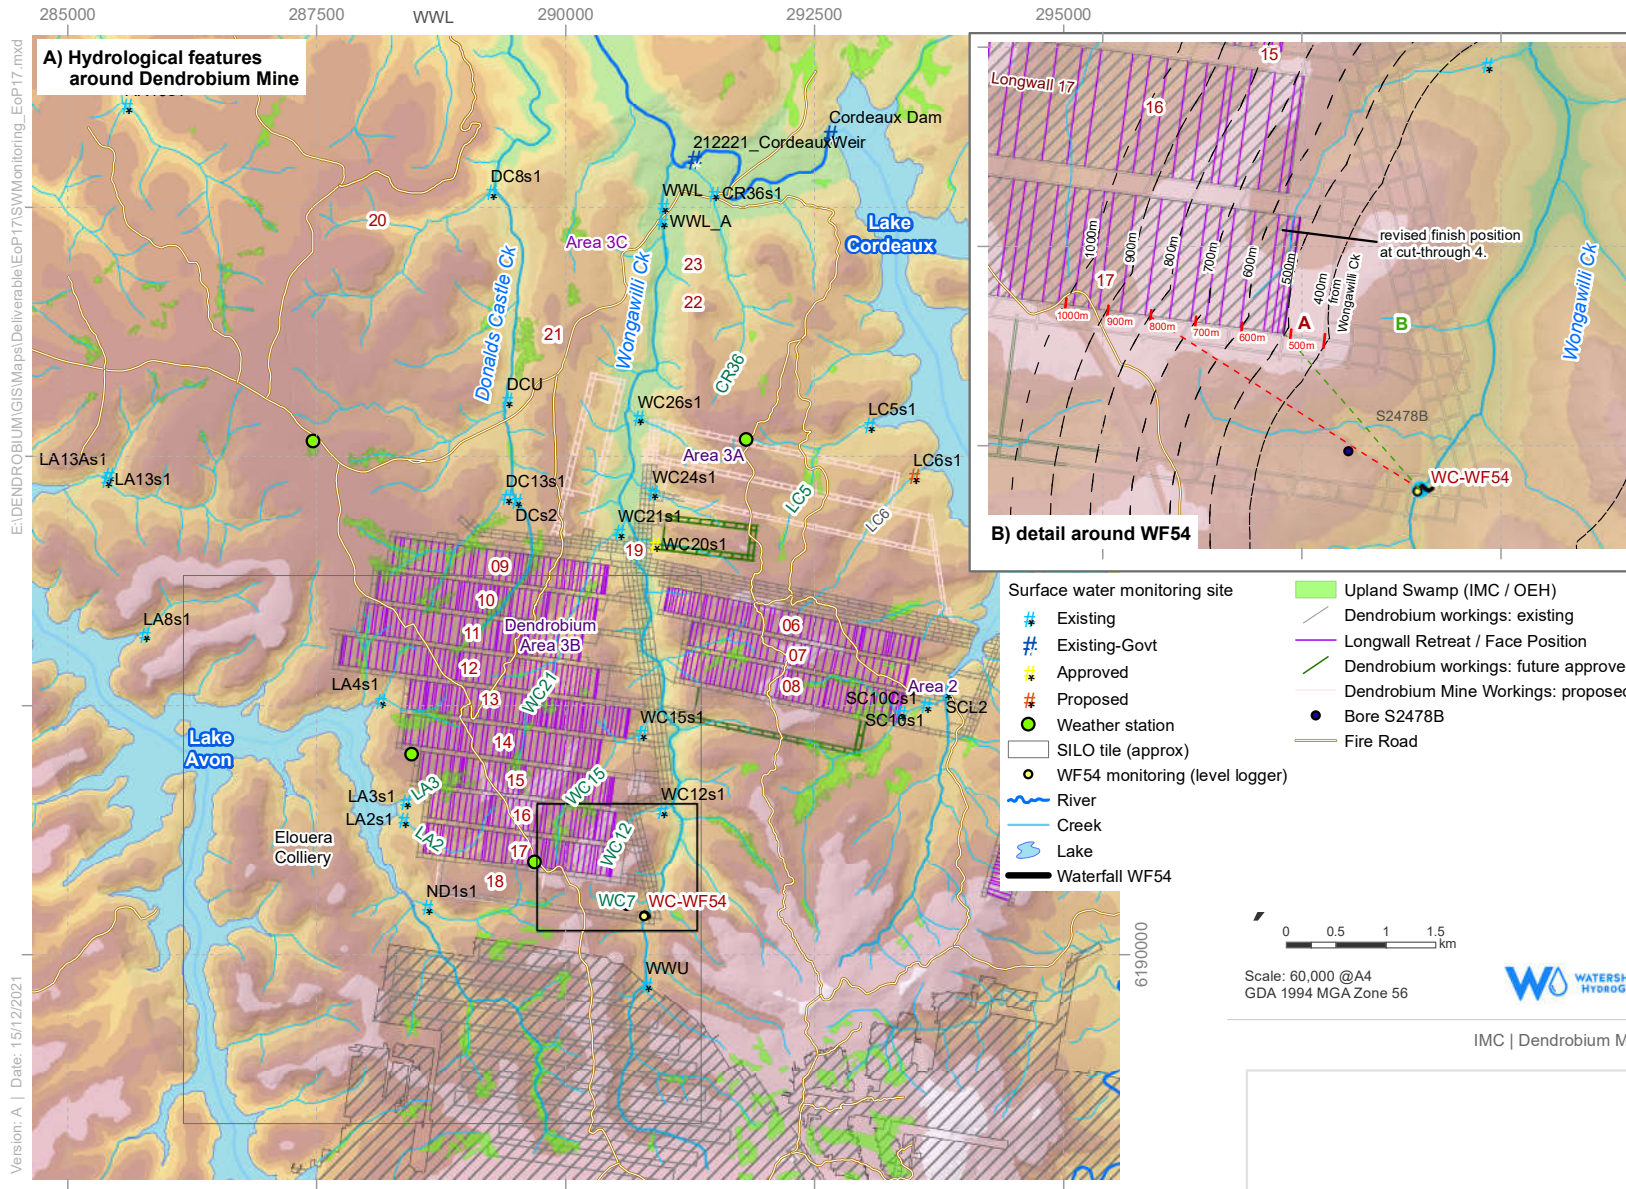 285000
287500
WWL
290000
292500
295000
E:\DENDROBIUM\GIS\Maps\Deliverable\EoP17\SWMonitoring_EoP17.mxd
Version: A | Date: 15/12/2021
A) Hydrological features
around Dendrobium Mine
Cordeaux Dam
212221_CordeauxWeir
DC8s1
WWL
CR36s1
WWL_A
20
Area 3C
Lake
Cordeaux
23
22
21
Donalds Castle Ck
Wongawilli Ck
CR36
DCU
WC26s1
LC5s1
LA13As1
LA13s1
Area 3A
LC6s1
DC13s1
WC24s1
LC5
LC6
DCs2
WC21s1
19
WC20s1
09
10
11
Dendrobium
Area 3B
12
13
14
15
16
17
18
06
07
08
LA8s1
LA4s1
WC21
Area 2
SC10Cs1
SCL2
SC10s1
WC15s1
Lake
Avon
LA3s1
LA3
LA2s1
LA2
WC15
WC12s1
WC12
Elouera
Colliery
ND1s1
WC7
WC-WF54
WWU
15
Longwall 17
16
1000m
900m
800m
700m
600m
500m
400m
from
Wongawilli Ck
revised finish position
at cut-through 4.
17
1000m
900m
800m
700m
600m
500m
A
B
Wongawilli Ck
S2478B
WC-WF54
B) detail around WF54
Surface water monitoring site
Existing
Existing-Govt
Approved
Proposed
Weather station
SILO tile (approx)
WF54 monitoring (level logger)
River
Creek
Lake
Waterfall WF54
Upland Swamp (IMC / OEH)
Dendrobium workings: existing
Longwall Retreat / Face Position
Dendrobium workings: future approve
Dendrobium Mine Workings: proposed
Bore S2478B
Fire Road
6190000
0 0.5 1 1.5
km
Scale: 60,000 @A4
GDA 1994 MGA Zone 56
WATERSH
HYDROG
IMC | Dendrobium M